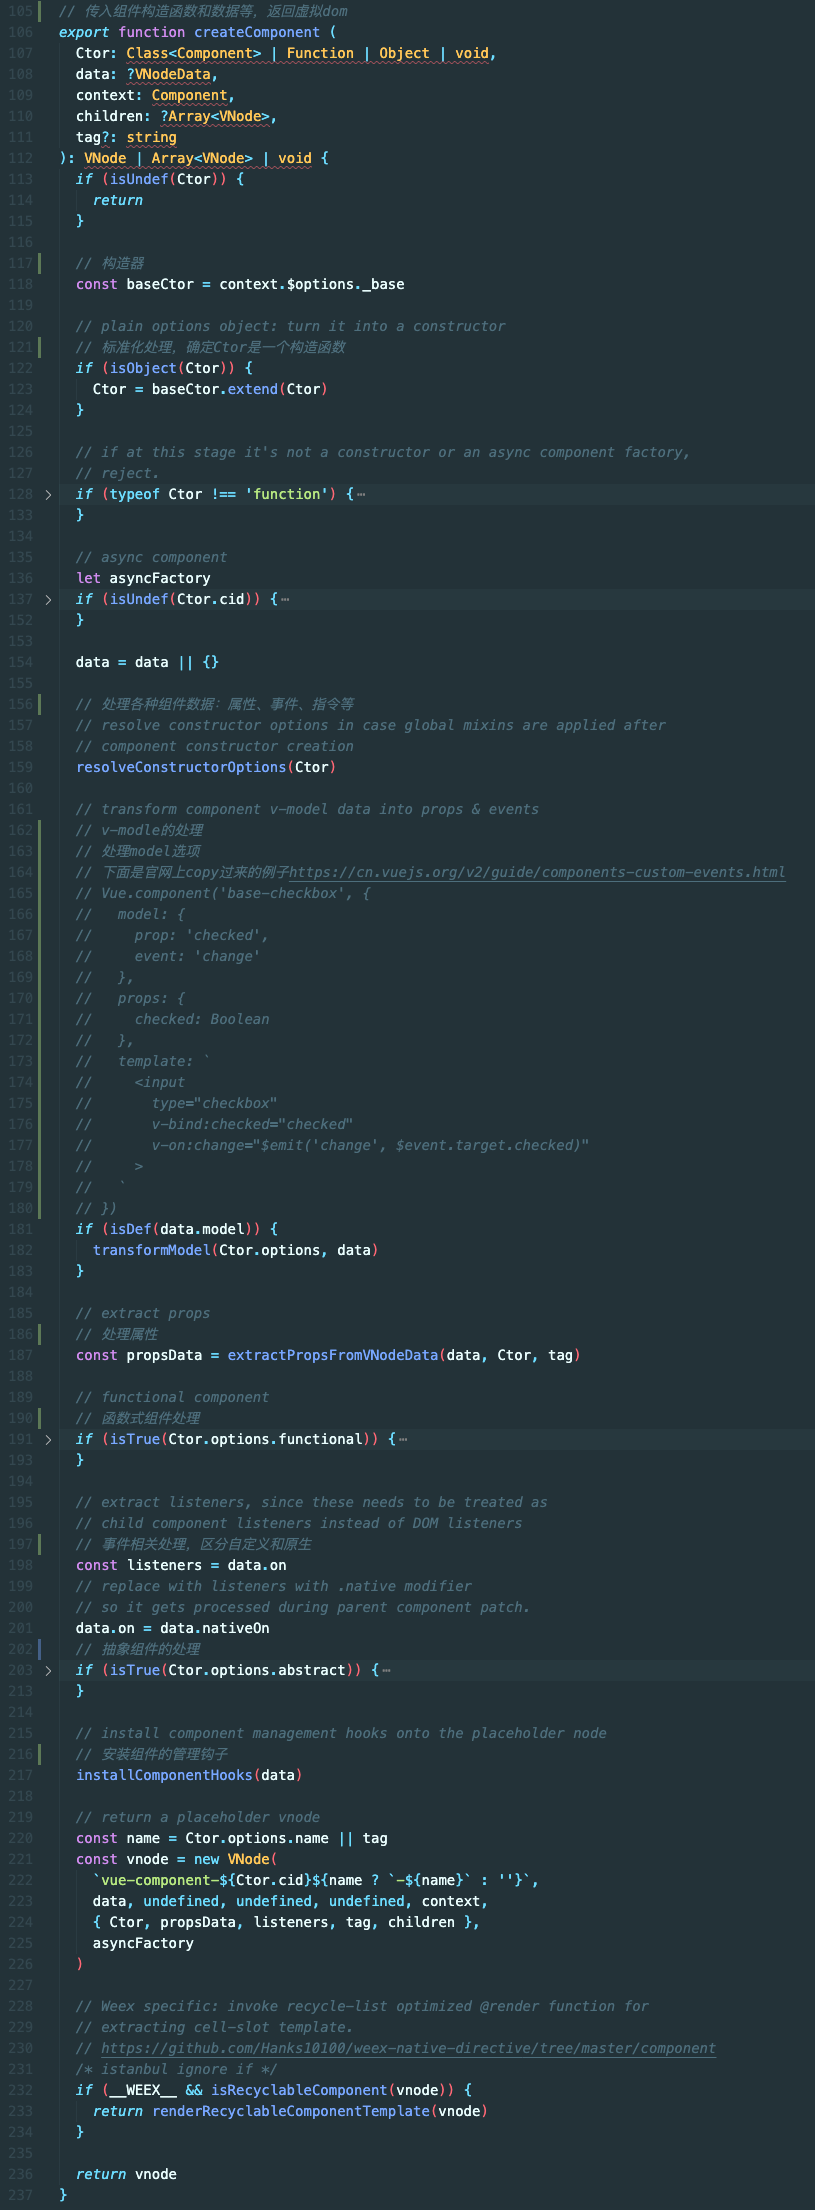 105 // 传入组件构造函数和数据等，返回虚拟dom
106 export function createComponent (
107   Ctor: Class<Component> | Function | Object | void,
108   data: ?VNodeData,
109   context: Component,
110   children: ?Array<VNode>,
111   tag?: string
112 ): VNode | Array<VNode> | void {
113   if (isUndef(Ctor)) {
114     return
115   }
116
117   // 构造器
118   const baseCtor = context.$options._base
119
120   // plain options object: turn it into a constructor
121   // 标准化处理，确定Ctor是一个构造函数
122   if (isObject(Ctor)) {
123     Ctor = baseCtor.extend(Ctor)
124   }
125
126   // if at this stage it's not a constructor or an async component factory,
127   // reject.
128   if (typeof Ctor !== 'function') {…
133   }
134
135   // async component
136   let asyncFactory
137   if (isUndef(Ctor.cid)) {…
152   }
153
154   data = data || {}
155
156   // 处理各种组件数据：属性、事件、指令等
157   // resolve constructor options in case global mixins are applied after
158   // component constructor creation
159   resolveConstructorOptions(Ctor)
160
161   // transform component v-model data into props & events
162   // v-modle的处理
163   // 处理model选项
164   // 下面是官网上copy过来的例子https://cn.vuejs.org/v2/guide/components-custom-events.html
165   // Vue.component('base-checkbox', {
166   //   model: {
167   //     prop: 'checked',
168   //     event: 'change'
169   //   },
170   //   props: {
171   //     checked: Boolean
172   //   },
173   //   template: `
174   //     <input
175   //       type="checkbox"
176   //       v-bind:checked="checked"
177   //       v-on:change="$emit('change', $event.target.checked)"
178   //     >
179   //   `
180   // })
181   if (isDef(data.model)) {
182     transformModel(Ctor.options, data)
183   }
184
185   // extract props
186   // 处理属性
187   const propsData = extractPropsFromVNodeData(data, Ctor, tag)
188
189   // functional component
190   // 函数式组件处理
191   if (isTrue(Ctor.options.functional)) {…
193   }
194
195   // extract listeners, since these needs to be treated as
196   // child component listeners instead of DOM listeners
197   // 事件相关处理，区分自定义和原生
198   const listeners = data.on
199   // replace with listeners with .native modifier
200   // so it gets processed during parent component patch.
201   data.on = data.nativeOn
202   // 抽象组件的处理
203   if (isTrue(Ctor.options.abstract)) {…
213   }
214
215   // install component management hooks onto the placeholder node
216   // 安装组件的管理钩子
217   installComponentHooks(data)
218
219   // return a placeholder vnode
220   const name = Ctor.options.name || tag
221   const vnode = new VNode(
222     `vue-component-${Ctor.cid}${name ? `-${name}` : ''}`,
223     data, undefined, undefined, undefined, context,
224     { Ctor, propsData, listeners, tag, children },
225     asyncFactory
226   )
227
228   // Weex specific: invoke recycle-list optimized @render function for
229   // extracting cell-slot template.
230   // https://github.com/Hanks10100/weex-native-directive/tree/master/component
231   /* istanbul ignore if */
232   if (__WEEX__ && isRecyclableComponent(vnode)) {
233     return renderRecyclableComponentTemplate(vnode)
234   }
235
236   return vnode
237 }